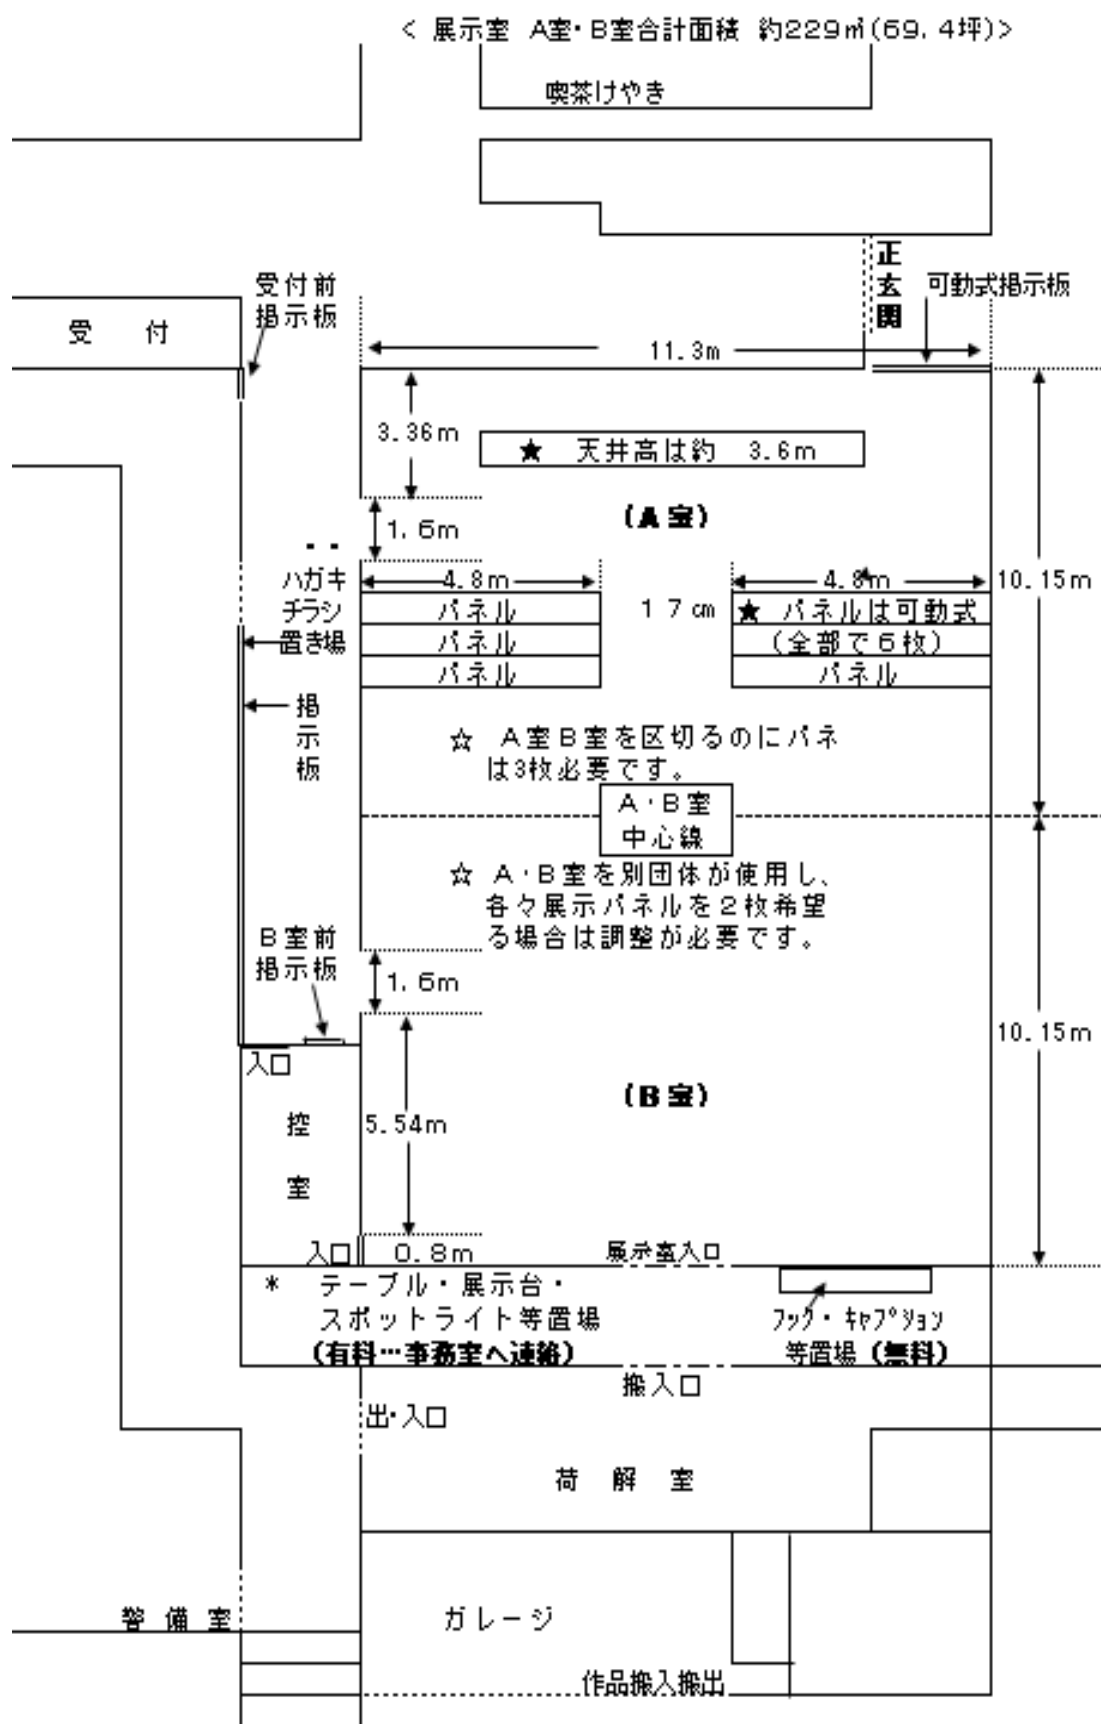 < 展示室 A室・B室合計面積 約229㎡(69.4坪)>
喫茶けやき
正玄関
可動式掲示板
受付前
掲示板
受 付
11.3m
3.36m
★ 天井高は約 3.6m
(A室)
1.6m
ハガキ
チラシ
置き場
4.8m
4.8m
10.15m
パネル
パネル
パネル
17㎝
★ パネルは可動式
(全部で6枚)
パネル
掲示板
☆ A室B室を区切るのにパネ
は3枚必要です。
A・B室
中心線
☆ A・B室を別団体が使用し、
各々展示パネルを2枚希望
る場合は調整が必要です。
B室前
掲示板
1.6m
10.15m
入口
控室
5.54m
(B室)
入口
0.8m
展示室入口
* テーブル・展示台・
スポットライト等置場
(有料…事務室へ連絡)
フック・キャプション
等置場(無料)
搬入口
出・入口
荷解室
警備室
ガレージ
作品搬入搬出